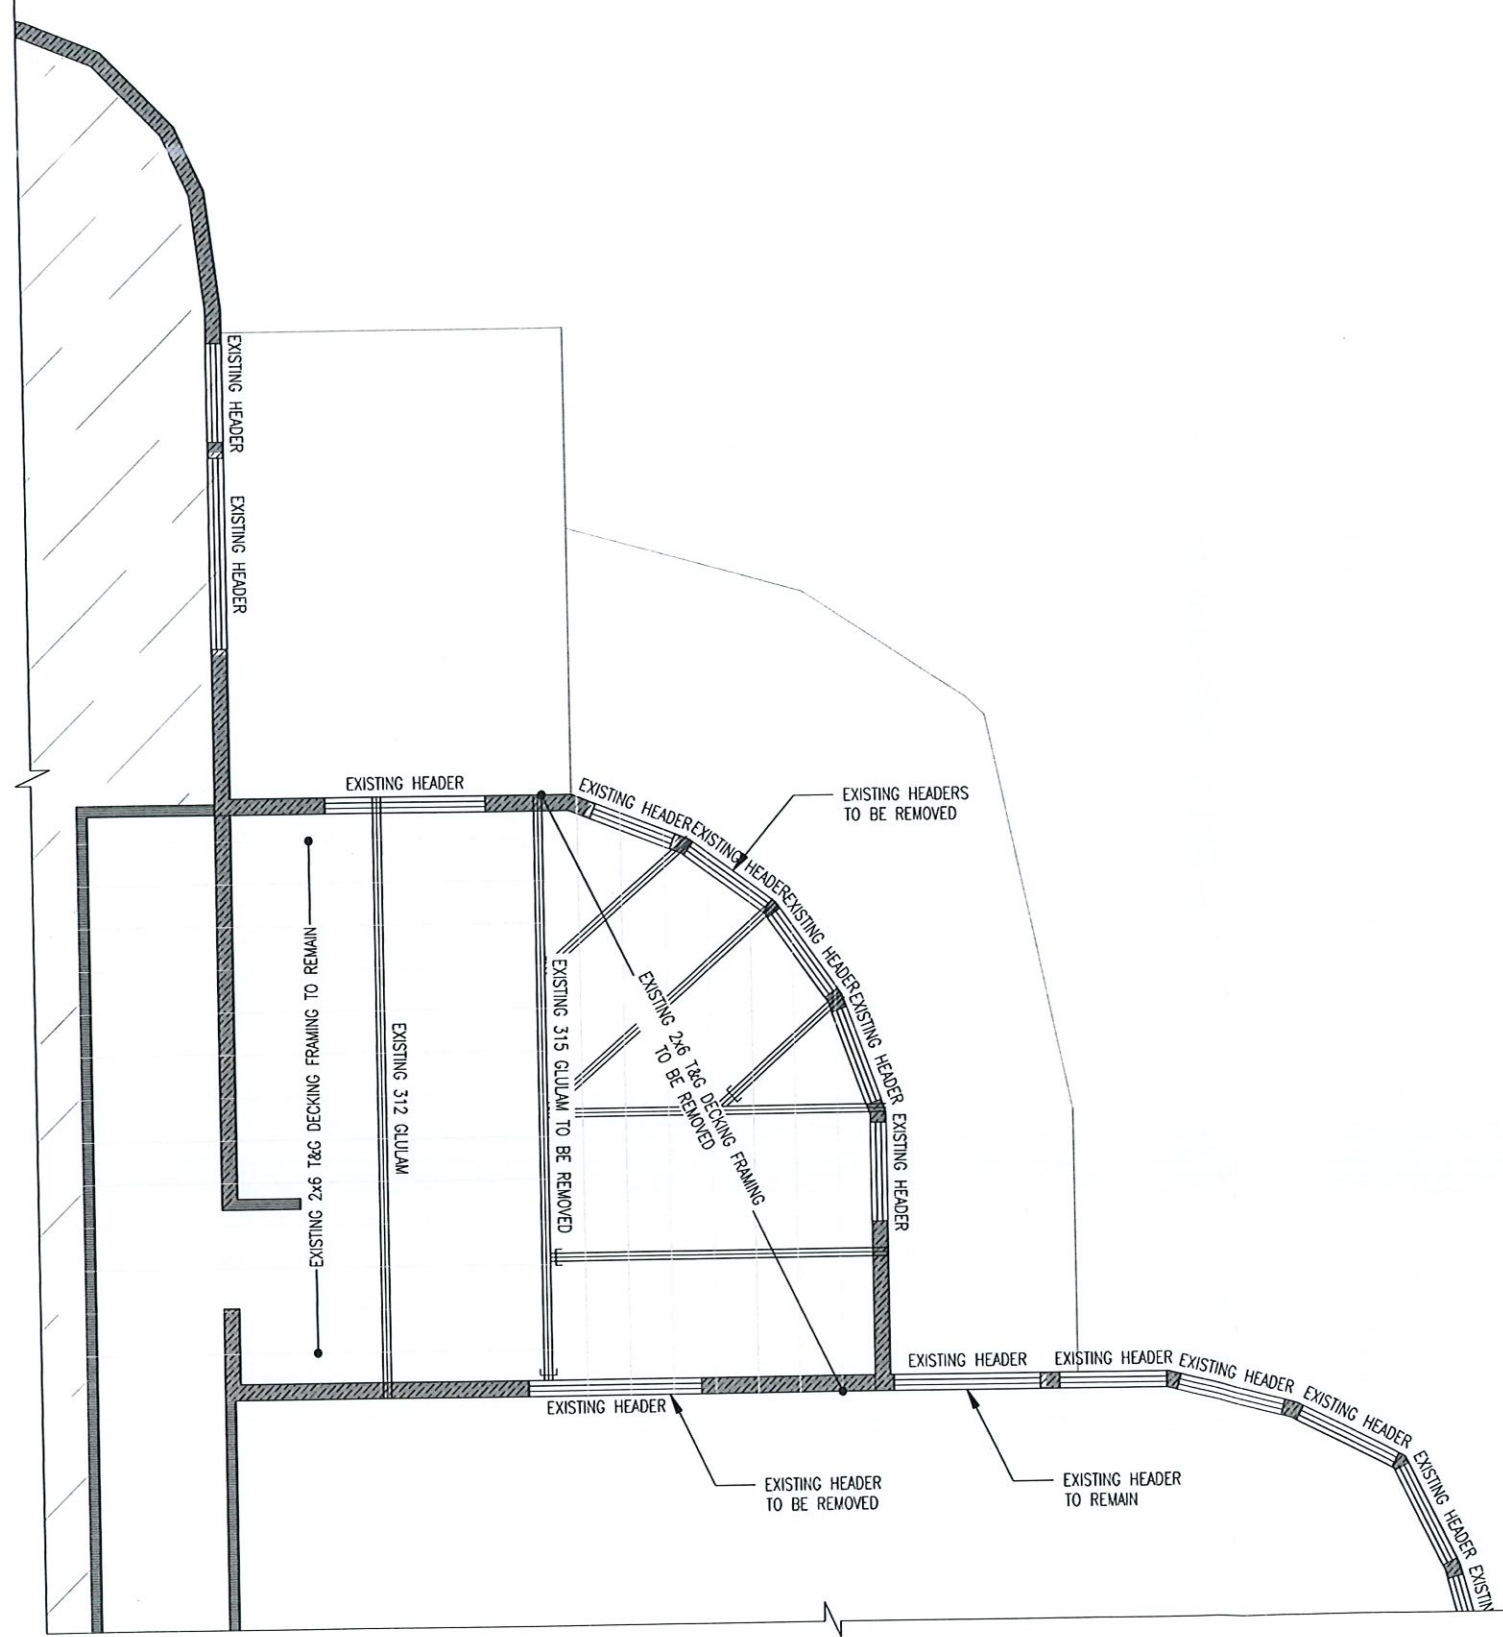 EXISTING HEADER
EXISTING HEADER
EXISTING HEADER
EXISTING HEADER
EXISTING HEADER
EXISTING HEADER
EXISTING HEADER
EXISTING HEADER
EXISTING HEADERS
TO BE REMOVED
EXISTING 2x6 T&G DECKING FRAMING TO REMAIN
EXISTING 312 GLULAM
EXISTING 315 GLULAM TO BE REMOVED
EXISTING 2x6 T&G DECKING FRAMING
TO BE REMOVED
EXISTING HEADER
EXISTING HEADER
EXISTING HEADER
EXISTING HEADER
EXISTING HEADER
EXISTING HEADER
EXISTING HEADER
TO BE REMOVED
EXISTING HEADER
TO REMAIN
EXISTIN